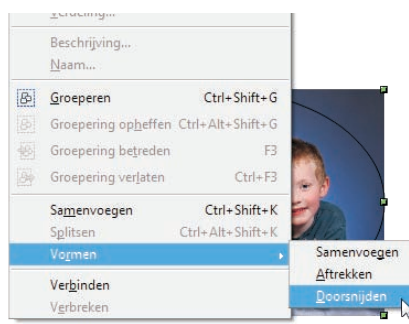 Verdeling...
Beschrijving...
Naam...
Groeperen Ctrl+Shift+G
Groepering opheffen Ctrl+Alt+Shift+G
Groepering betreden F3
Groepering verlaten Ctrl+F3
Samenvoegen Ctrl+Shift+K
Splitsen Ctrl+Alt+Shift+K
Vormen
Samenvoegen
Aftrekken
Doorsnijden
Verbinden
Verbreken